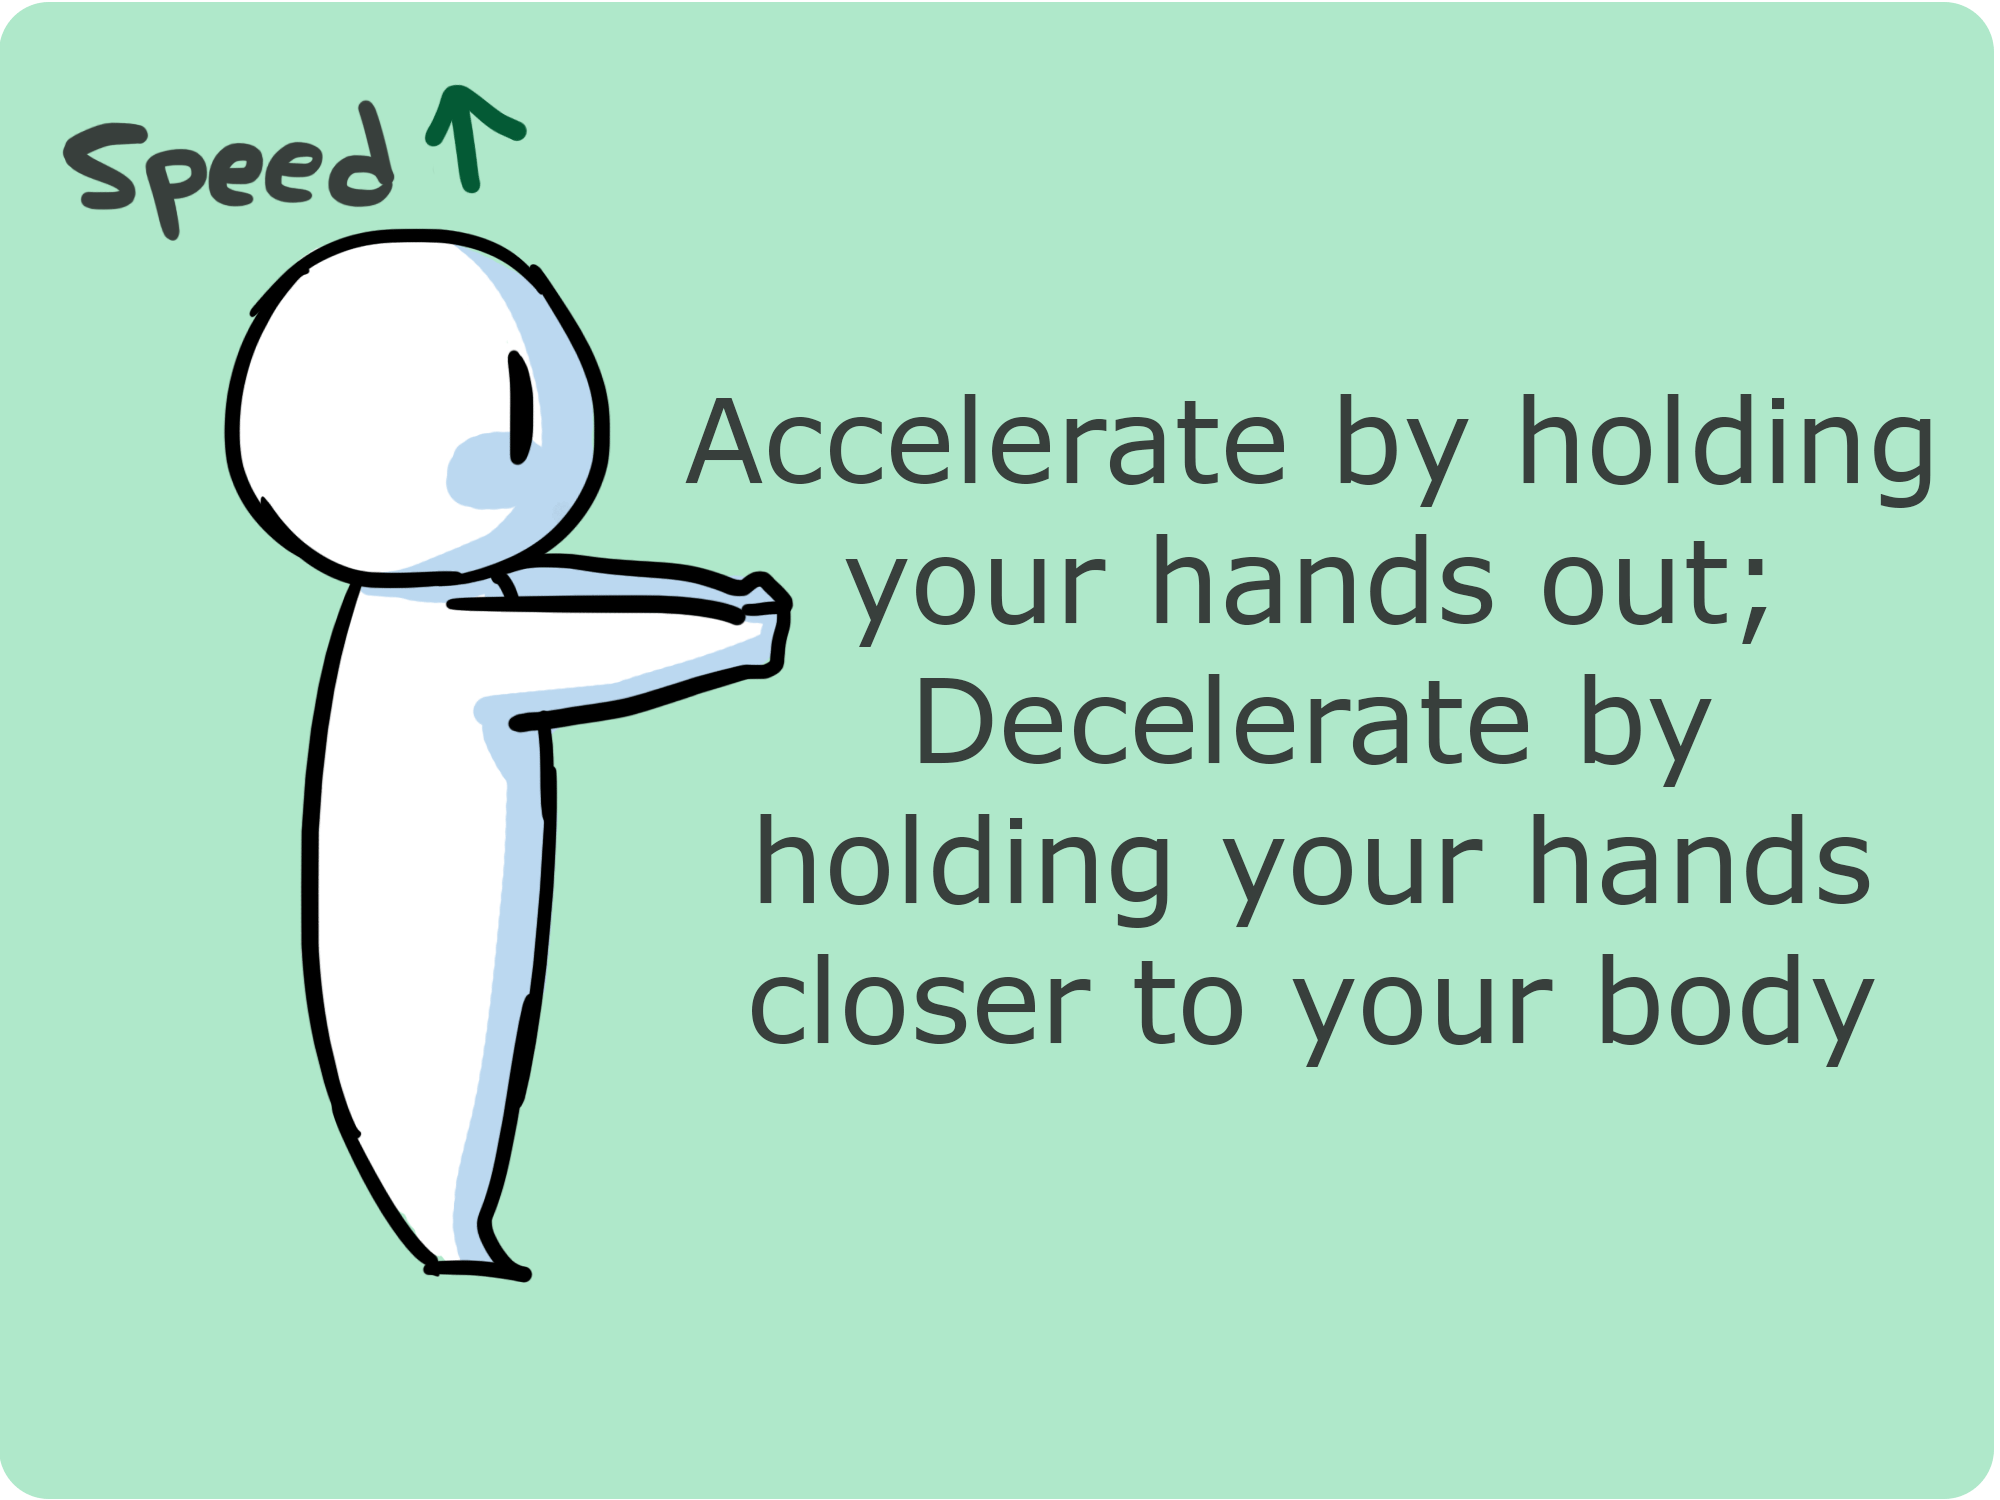 Speed ↑
Accelerate by holding
your hands out;
Decelerate by
holding your hands
closer to your body